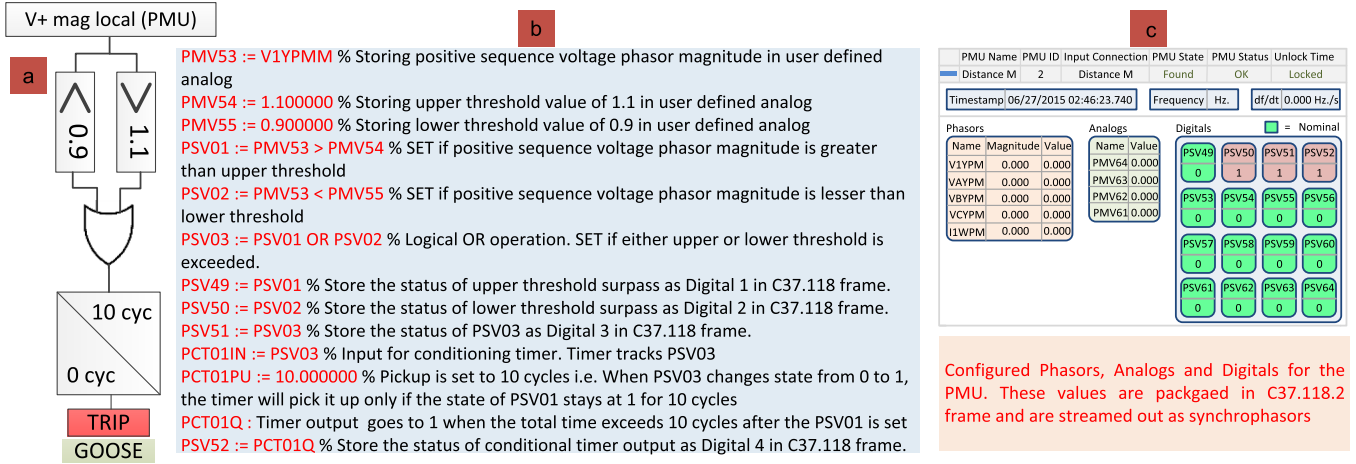 V+ mag local (PMU)
a
< 0.9
> 1.1
10 cyc
0 cyc
TRIP
GOOSE
b
PMV53 := V1YPMM % Storing positive sequence voltage phasor magnitude in user defined
analog
PMV54 := 1.100000 % Storing upper threshold value of 1.1 in user defined analog
PMV55 := 0.900000 % Storing lower threshold value of 0.9 in user defined analog
PSV01 := PMV53 > PMV54 % SET if positive sequence voltage phasor magnitude is greater
than upper threshold
PSV02 := PMV53 < PMV55 % SET if positive sequence voltage phasor magnitude is lesser than
lower threshold
PSV03 := PSV01 OR PSV02 % Logical OR operation. SET if either upper or lower threshold is
exceeded.
PSV49 := PSV01 % Store the status of upper threshold surpass as Digital 1 in C37.118 frame.
PSV50 := PSV02 % Store the status of lower threshold surpass as Digital 2 in C37.118 frame.
PSV51 := PSV03 % Store the status of PSV03 as Digital 3 in C37.118 frame.
PCT01IN := PSV03 % Input for conditioning timer. Timer tracks PSV03
PCT01PU := 10.000000 % Pickup is set to 10 cycles i.e. When PSV03 changes state from 0 to 1,
the timer will pick it up only if the state of PSV01 stays at 1 for 10 cycles
PCT01Q : Timer output goes to 1 when the total time exceeds 10 cycles after the PSV01 is set
PSV52 := PCT01Q % Store the status of conditional timer output as Digital 4 in C37.118 frame.
c
PMU Name PMU ID Input Connection PMU State PMU Status Unlock Time
Distance M 2 Distance M Found OK Locked
Timestamp 06/27/2015 02:46:23.740 Frequency Hz. df/dt 0.000 Hz./s
Phasors Analogs Digitals = Nominal
Name Magnitude Value
V1YPM 0.000 0.000
VAYPM 0.000 0.000
VBYPM 0.000 0.000
VCYPM 0.000 0.000
I1WPM 0.000 0.000
Name Value
PMV64 0.000
PMV63 0.000
PMV62 0.000
PMV61 0.000
PSV49 PSV50 PSV51 PSV52
0 1 1 1
PSV53 PSV54 PSV55 PSV56
0 0 0 0
PSV57 PSV58 PSV59 PSV60
0 0 0 0
PSV61 PSV62 PSV63 PSV64
0 0 0 0
Configured Phasors, Analogs and Digitals for the
PMU. These values are packgaed in C37.118.2
frame and are streamed out as synchrophasors